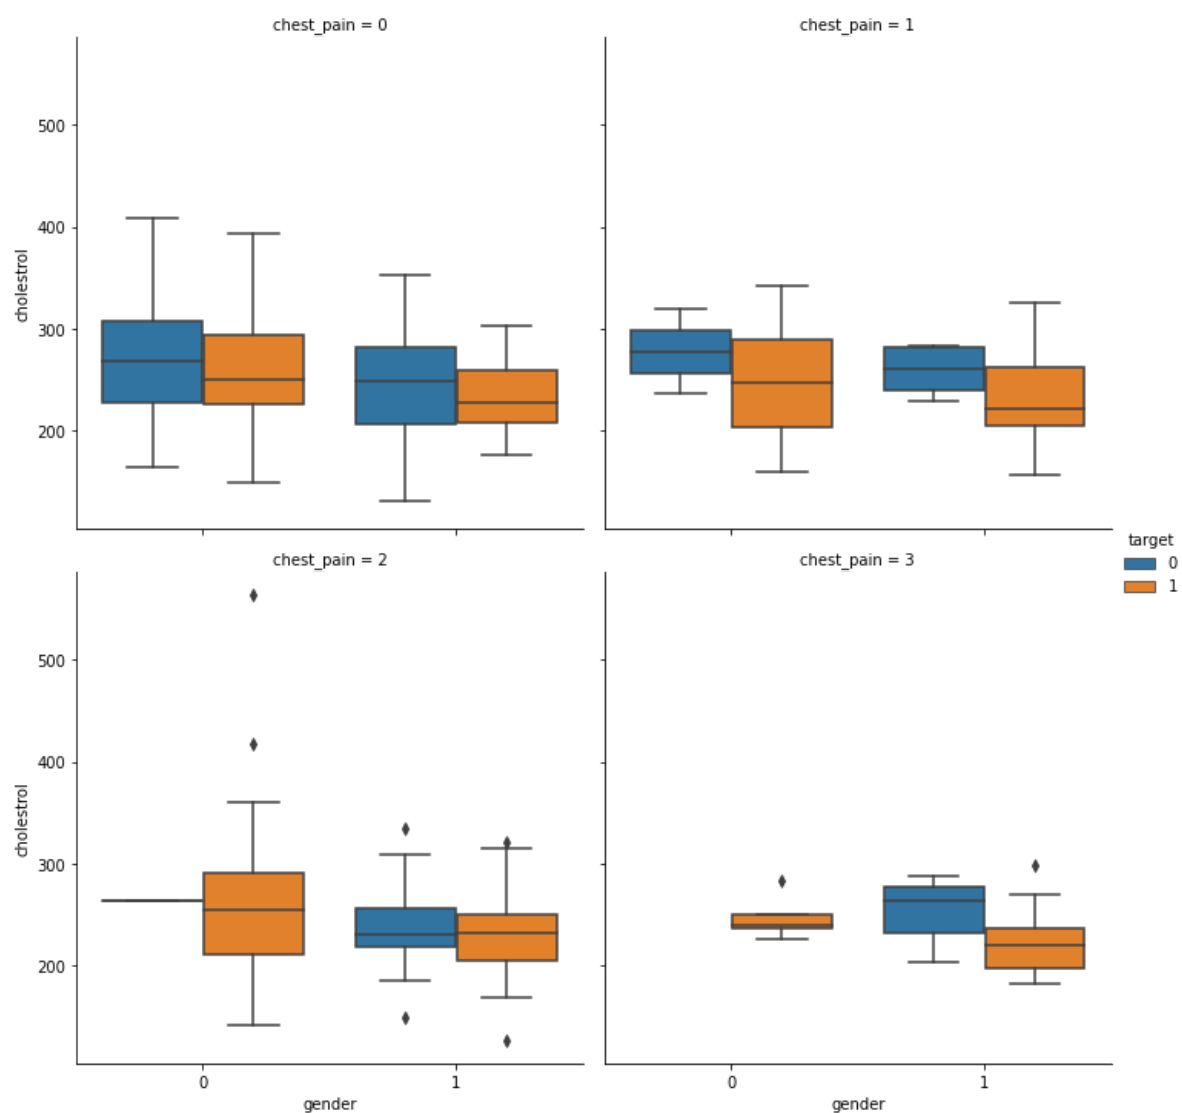 chest_pain = 0
chest_pain = 1
500
400
300
200
cholestrol
target
0
1
chest_pain = 2
chest_pain = 3
500
400
300
200
cholestrol
0
1
gender
0
1
gender